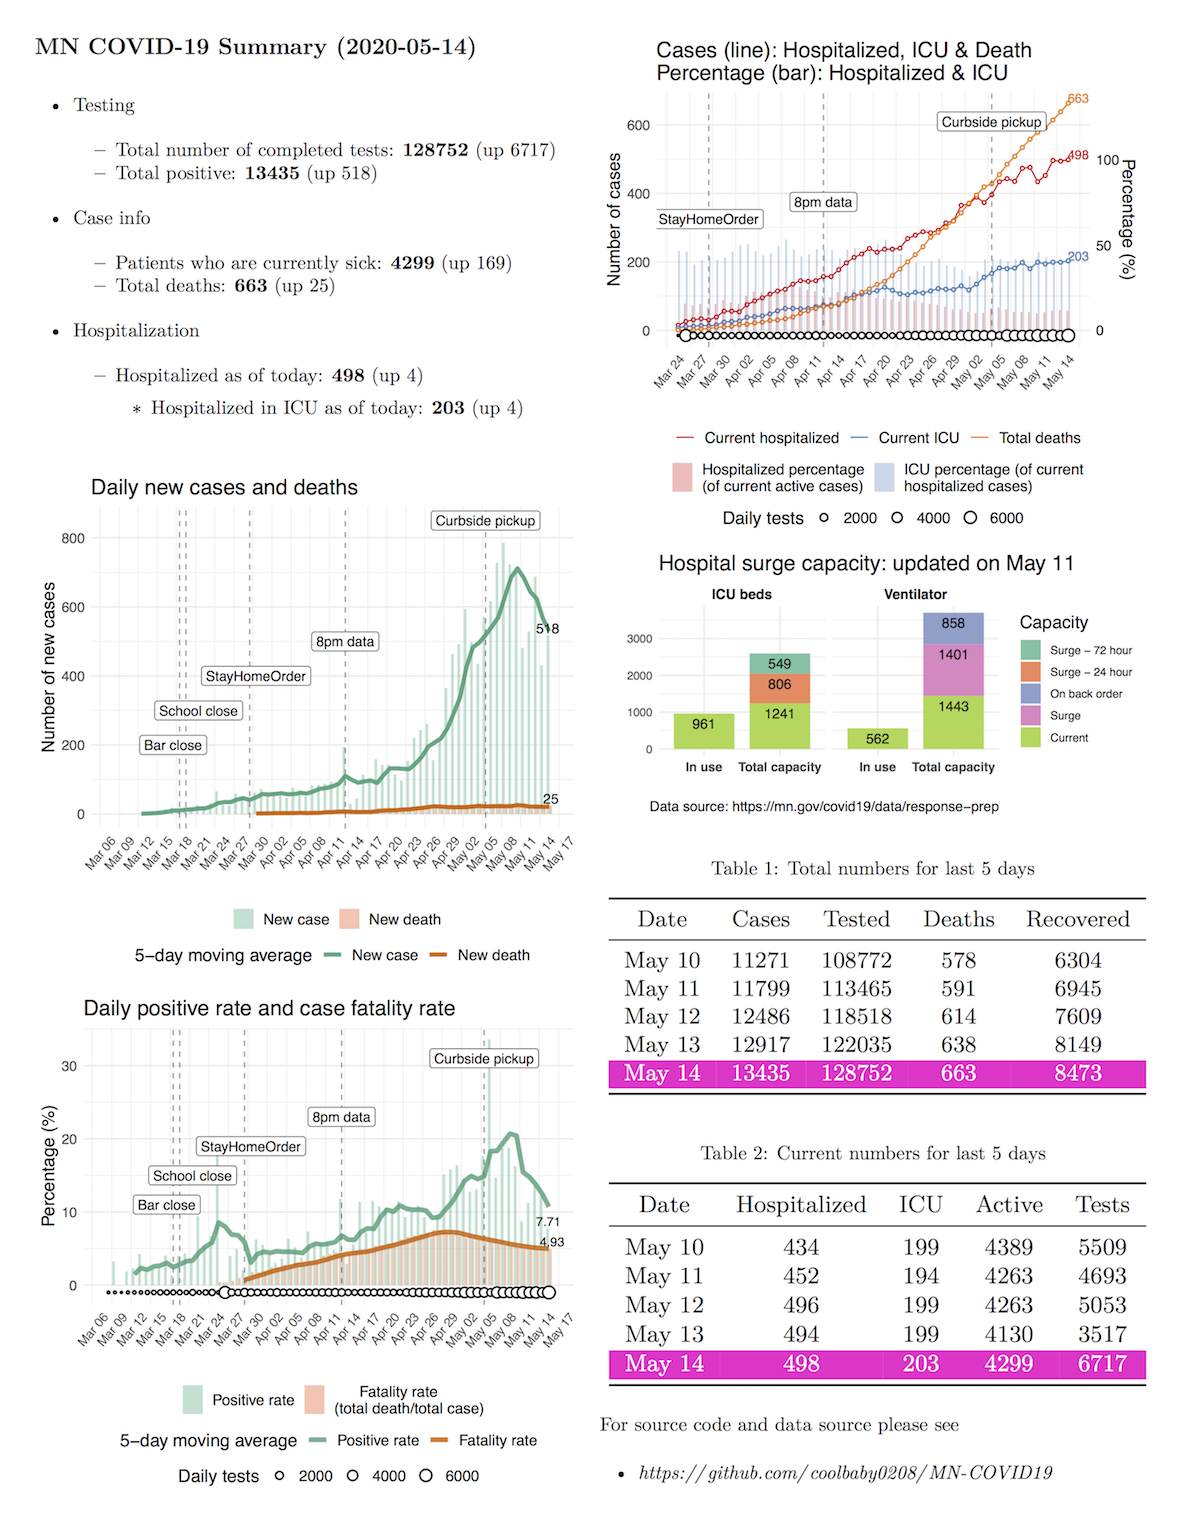 MN COVID-19 Summary (2020-05-14)
• Testing
– Total number of completed tests: 128752 (up 6717)
– Total positive: 13435 (up 518)
• Case info
– Patients who are currently sick: 4299 (up 169)
– Total deaths: 663 (up 25)
• Hospitalization
– Hospitalized as of today: 498 (up 4)
∗ Hospitalized in ICU as of today: 203 (up 4)
Daily new cases and deaths
Number of new cases
800
600
400
200
0
Curbside pickup
8pm data
StayHomeOrder
School close
Bar close
518
25
Mar 06 Mar 09 Mar 12 Mar 15 Mar 18 Mar 21 Mar 24 Mar 27 Mar 30 Apr 02 Apr 05 Apr 08 Apr 11 Apr 14 Apr 17 Apr 20 Apr 23 Apr 26 Apr 29 May 02 May 05 May 08 May 11 May 14 May 17
New case New death
5−day moving average New case New death
Daily positive rate and case fatality rate
Percentage (%)
30
20
10
0
Curbside pickup
8pm data
StayHomeOrder
School close
Bar close
7.71
4.93
Mar 06 Mar 09 Mar 12 Mar 15 Mar 18 Mar 21 Mar 24 Mar 27 Mar 30 Apr 02 Apr 05 Apr 08 Apr 11 Apr 14 Apr 17 Apr 20 Apr 23 Apr 26 Apr 29 May 02 May 05 May 08 May 11 May 14 May 17
Positive rate Fatality rate
(total death/total case)
5−day moving average Positive rate Fatality rate
Daily tests 2000 4000 6000
Cases (line): Hospitalized, ICU & Death
Percentage (bar): Hospitalized & ICU
Number of cases
600
400
200
0
Percentage (%)
100
50
0
663
498
203
Curbside pickup
8pm data
StayHomeOrder
Mar 24 Mar 27 Mar 30 Apr 02 Apr 05 Apr 08 Apr 11 Apr 14 Apr 17 Apr 20 Apr 23 Apr 26 Apr 29 May 02 May 05 May 08 May 11 May 14
Current hospitalized Current ICU Total deaths
Hospitalized percentage ICU percentage (of current
(of current active cases) hospitalized cases)
Daily tests 2000 4000 6000
Hospital surge capacity: updated on May 11
ICU beds Ventilator
3000
2000
1000
0
961
549
806
1241
562
858
1401
1443
In use Total capacity In use Total capacity
Capacity
Surge − 72 hour
Surge − 24 hour
On back order
Surge
Current
Data source: https://mn.gov/covid19/data/response−prep
Table 1: Total numbers for last 5 days
Date Cases Tested Deaths Recovered
May 10 11271 108772 578 6304
May 11 11799 113465 591 6945
May 12 12486 118518 614 7609
May 13 12917 122035 638 8149
May 14 13435 128752 663 8473
Table 2: Current numbers for last 5 days
Date Hospitalized ICU Active Tests
May 10 434 199 4389 5509
May 11 452 194 4263 4693
May 12 496 199 4263 5053
May 13 494 199 4130 3517
May 14 498 203 4299 6717
For source code and data source please see
• https://github.com/coolbaby0208/MN-COVID19